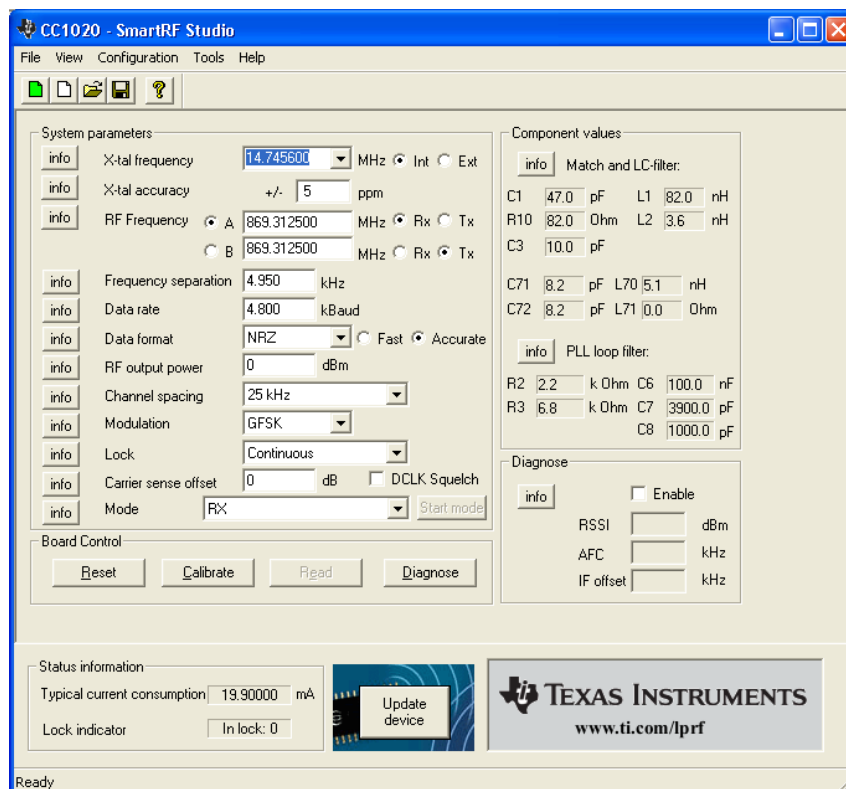 CC1020 - SmartRF Studio
File View Configuration Tools Help
System parameters
info X-tal frequency 14.745600 MHz Int Ext
info X-tal accuracy +/- 5 ppm
info RF Frequency A 869.312500 MHz Rx Tx
B 869.312500 MHz Rx Tx
info Frequency separation 4.950 kHz
info Data rate 4.800 kBaud
info Data format NRZ Fast Accurate
info RF output power 0 dBm
info Channel spacing 25 kHz
info Modulation GFSK
info Lock Continuous
info Carrier sense offset 0 dB DCLK Squelch
info Mode RX Start mode
Board Control
Reset Calibrate Read Diagnose
Component values
info Match and LC-filter:
C1 47.0 pF L1 82.0 nH
R10 82.0 Ohm L2 3.6 nH
C3 10.0 pF
C71 8.2 pF L70 5.1 nH
C72 8.2 pF L71 0.0 Ohm
info PLL loop filter:
R2 2.2 k Ohm C6 100.0 nF
R3 6.8 k Ohm C7 3900.0 pF
C8 1000.0 pF
Diagnose
info Enable
RSSI dBm
AFC kHz
IF offset kHz
Status information
Typical current consumption 19.90000 mA
Lock indicator In lock: 0
Update
device
TEXAS INSTRUMENTS
www.ti.com/lprf
Ready